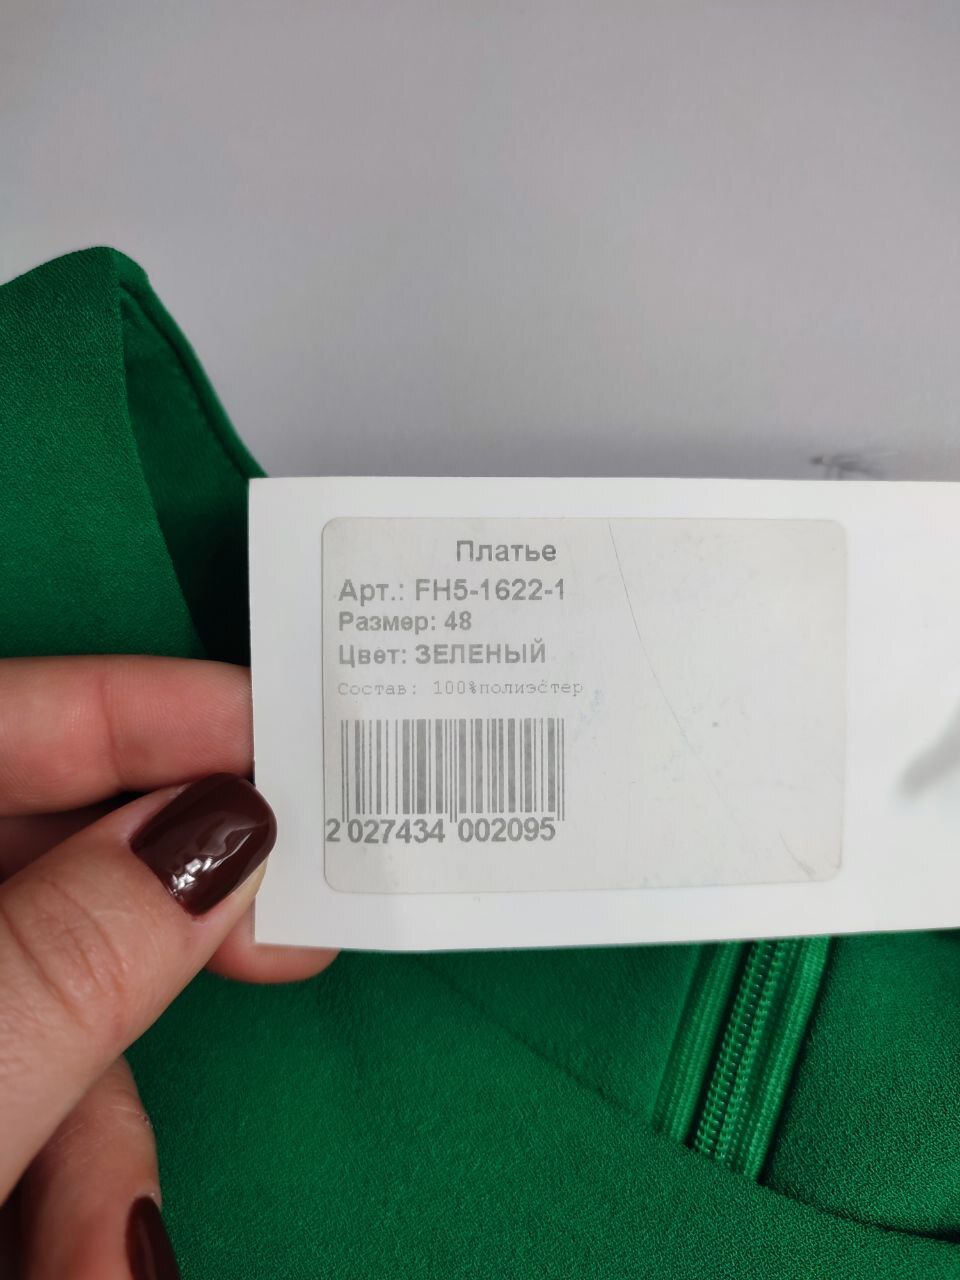 Платье
Арт.: FH5-1622-1
Размер: 48
Цвет: ЗЕЛЕНЫЙ
Состав: 100%полиэстер
2 027434 002095